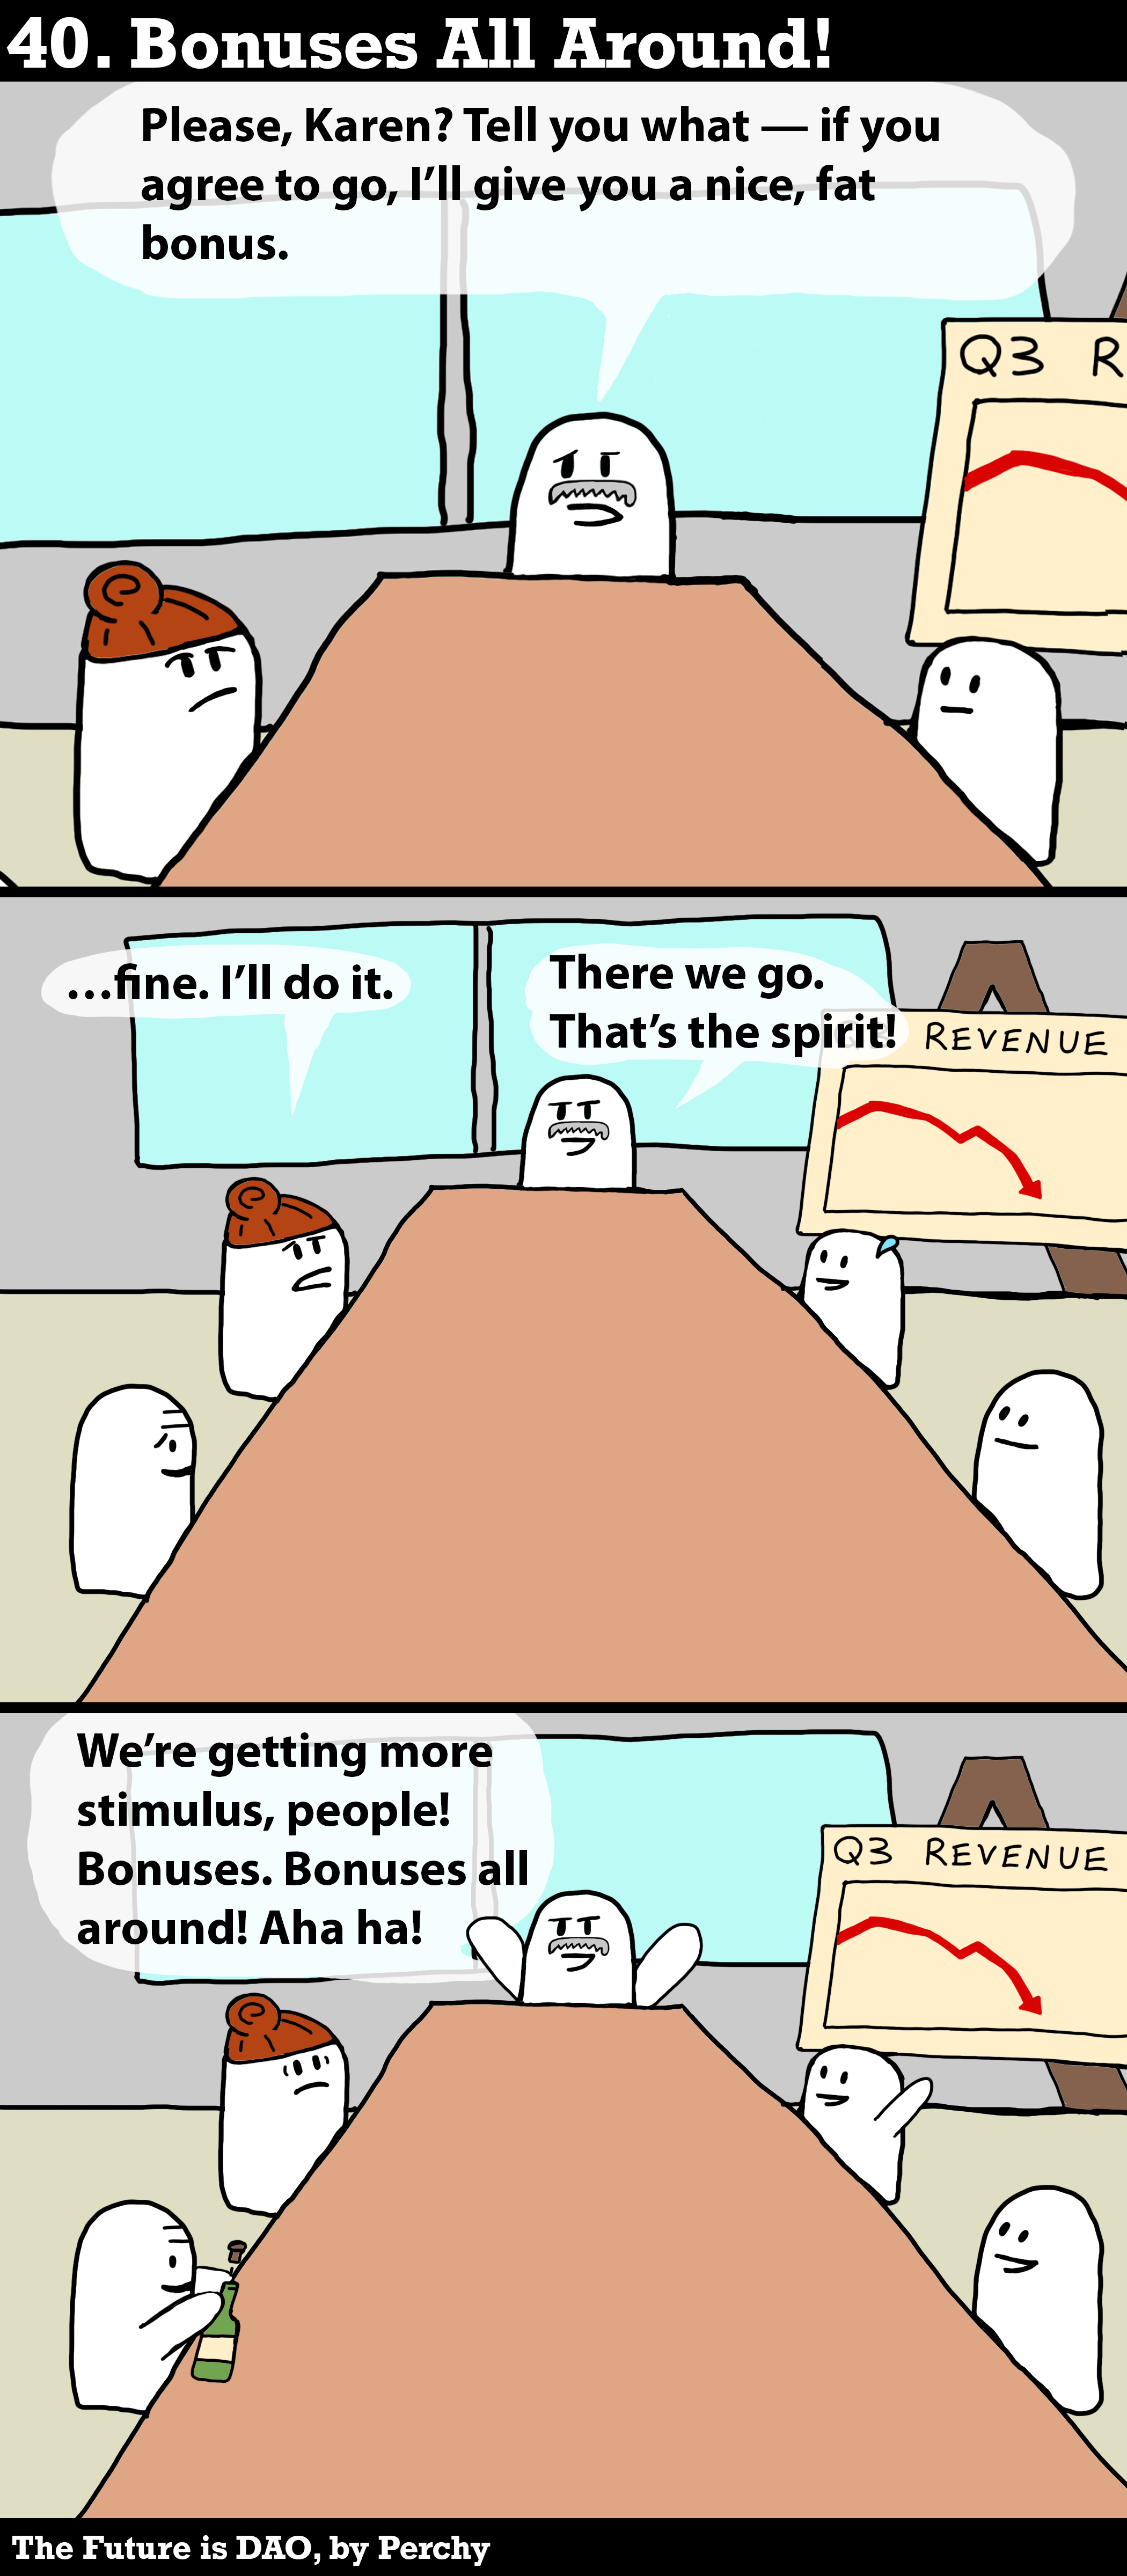 40. Bonuses All Around!
Please, Karen? Tell you what — if you
agree to go, I'll give you a nice, fat
bonus.
Q3 R
…fine. I'll do it.
There we go.
That's the spirit!
REVENUE
We're getting more
stimulus, people!
Bonuses. Bonuses all
around! Aha ha!
Q3 REVENUE
The Future is DAO, by Perchy